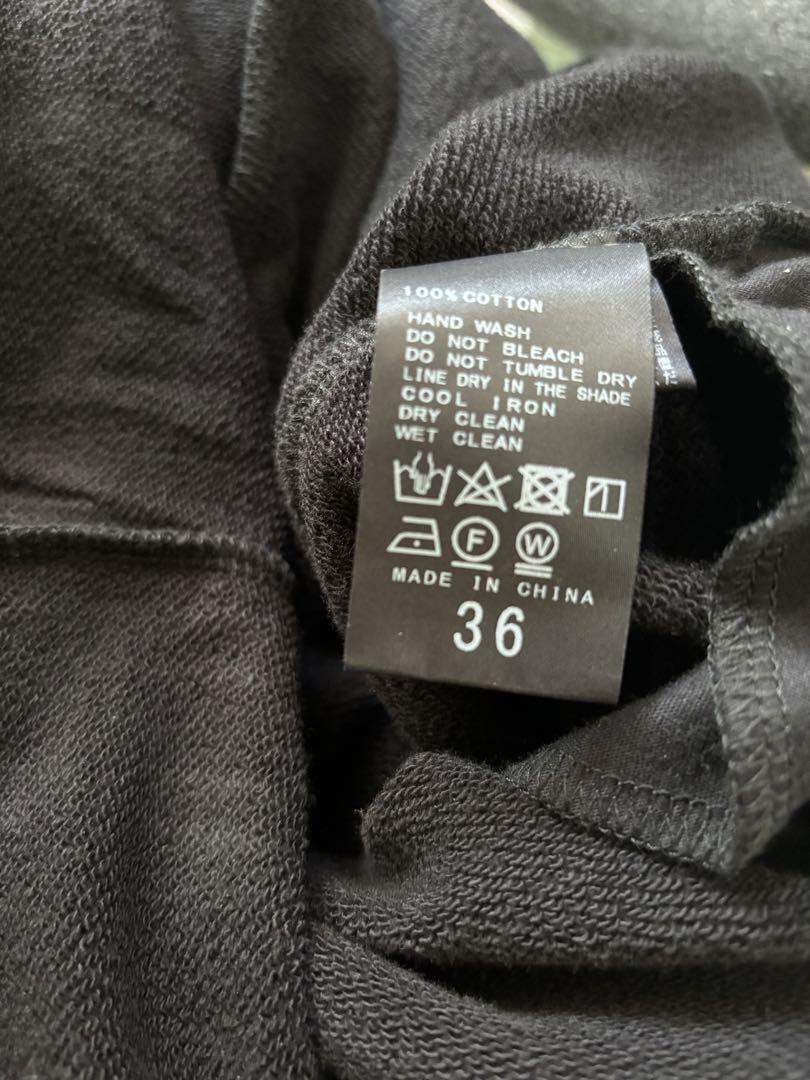 100% COTTON
HAND WASH
DO NOT BLEACH
DO NOT TUMBLE DRY
LINE DRY IN THE SHADE
COOL IRON
DRY CLEAN
WET CLEAN
F W
MADE IN CHINA
36